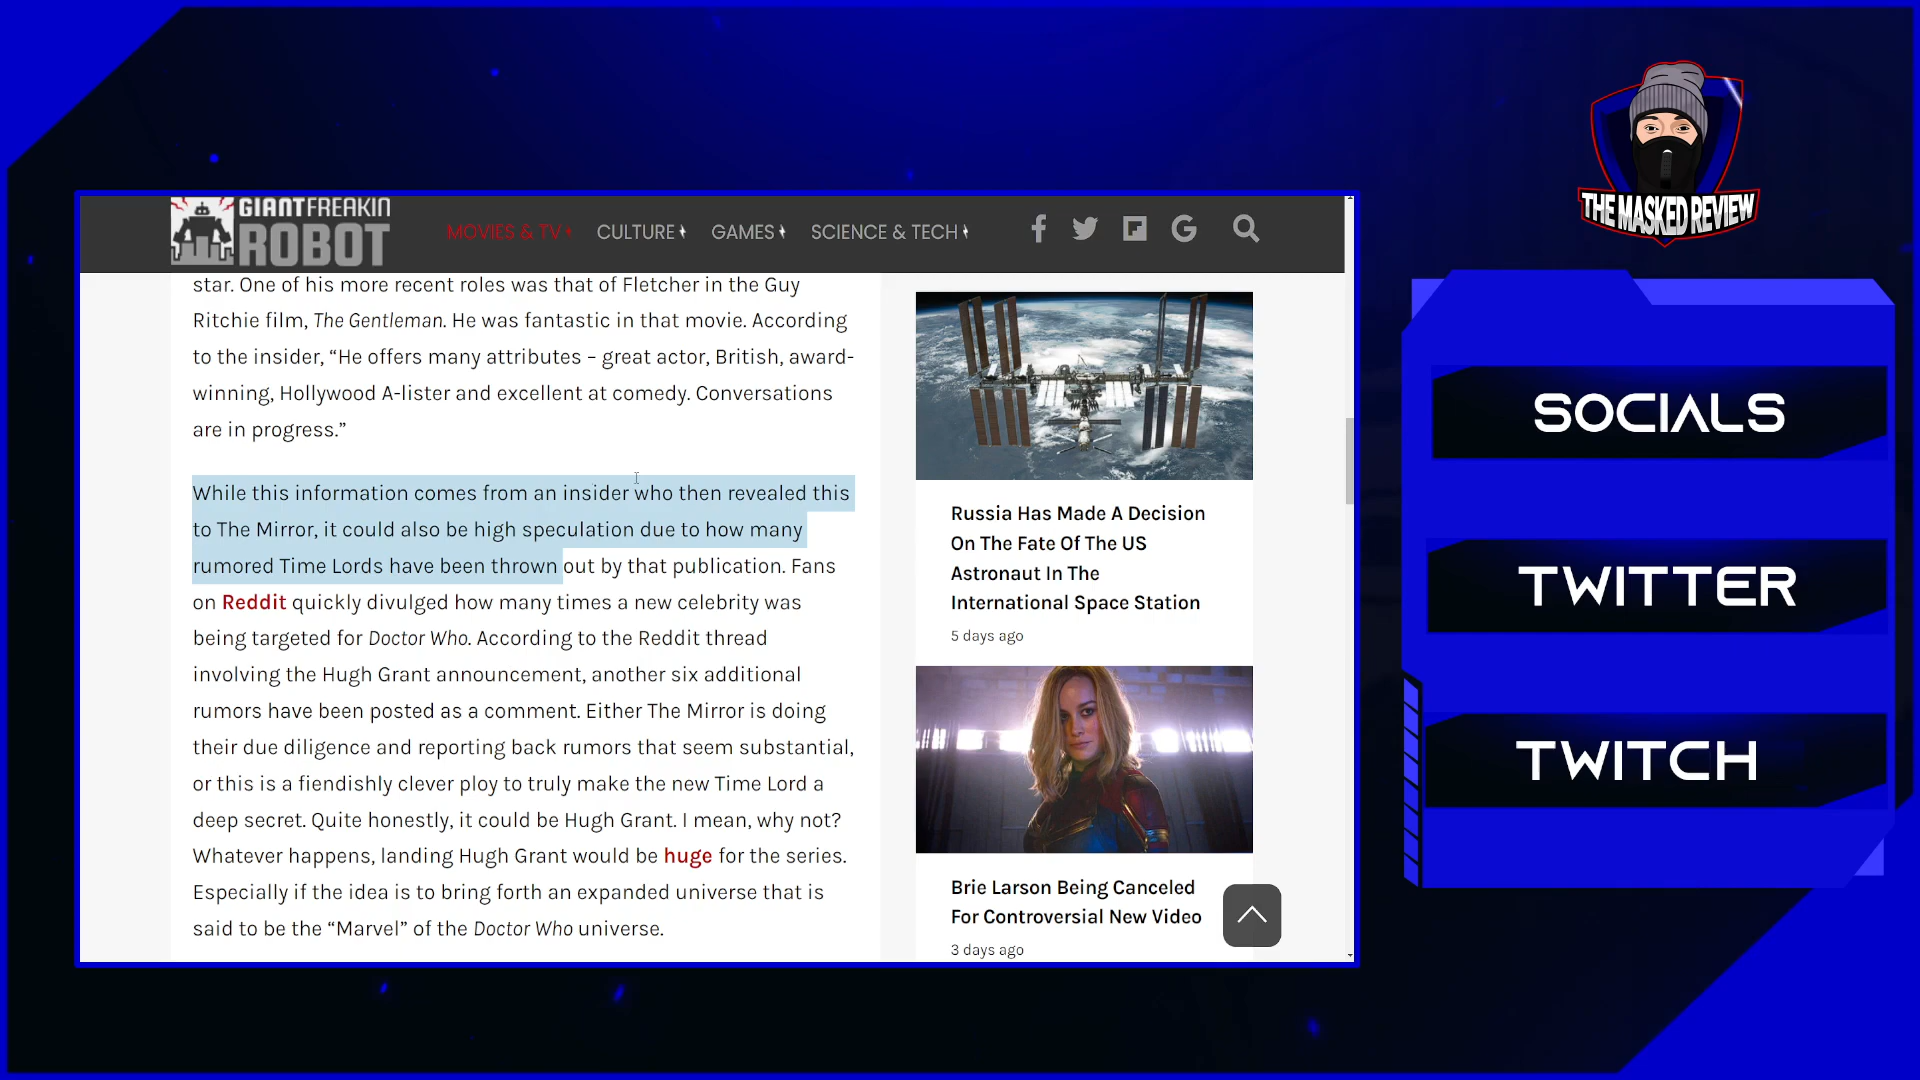 GIANT FREAKIN
ROBOT
MOVIES & TV
CULTURE
GAMES
SCIENCE & TECH
star. One of his more recent roles was that of Fletcher in the Guy
Ritchie film, The Gentleman. He was fantastic in that movie. According
to the insider, “He offers many attributes – great actor, British, award-
winning, Hollywood A-lister and excellent at comedy. Conversations
are in progress.”
While this information comes from an insider who then revealed this
to The Mirror, it could also be high speculation due to how many
rumored Time Lords have been thrown out by that publication. Fans
on Reddit quickly divulged how many times a new celebrity was
being targeted for Doctor Who. According to the Reddit thread
involving the Hugh Grant announcement, another six additional
rumors have been posted as a comment. Either The Mirror is doing
their due diligence and reporting back rumors that seem substantial,
or this is a fiendishly clever ploy to truly make the new Time Lord a
deep secret. Quite honestly, it could be Hugh Grant. I mean, why not?
Whatever happens, landing Hugh Grant would be huge for the series.
Especially if the idea is to bring forth an expanded universe that is
said to be the “Marvel” of the Doctor Who universe.
Russia Has Made A Decision
On The Fate Of The US
Astronaut In The
International Space Station
5 days ago
Brie Larson Being Canceled
For Controversial New Video
3 days ago
THE MASKED REVIEW
SOCIALS
TWITTER
TWITCH